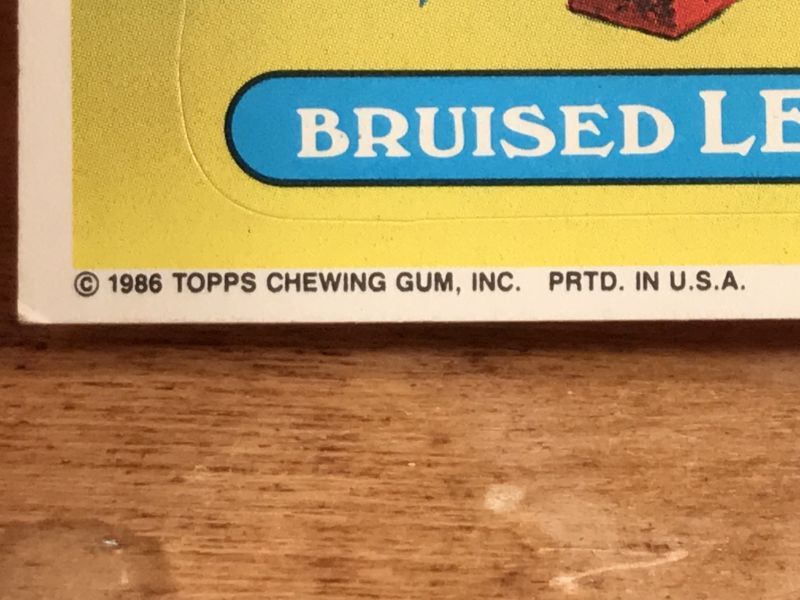 BRUISED LE
© 1986 TOPPS CHEWING GUM, INC. PRTD. IN U.S.A.